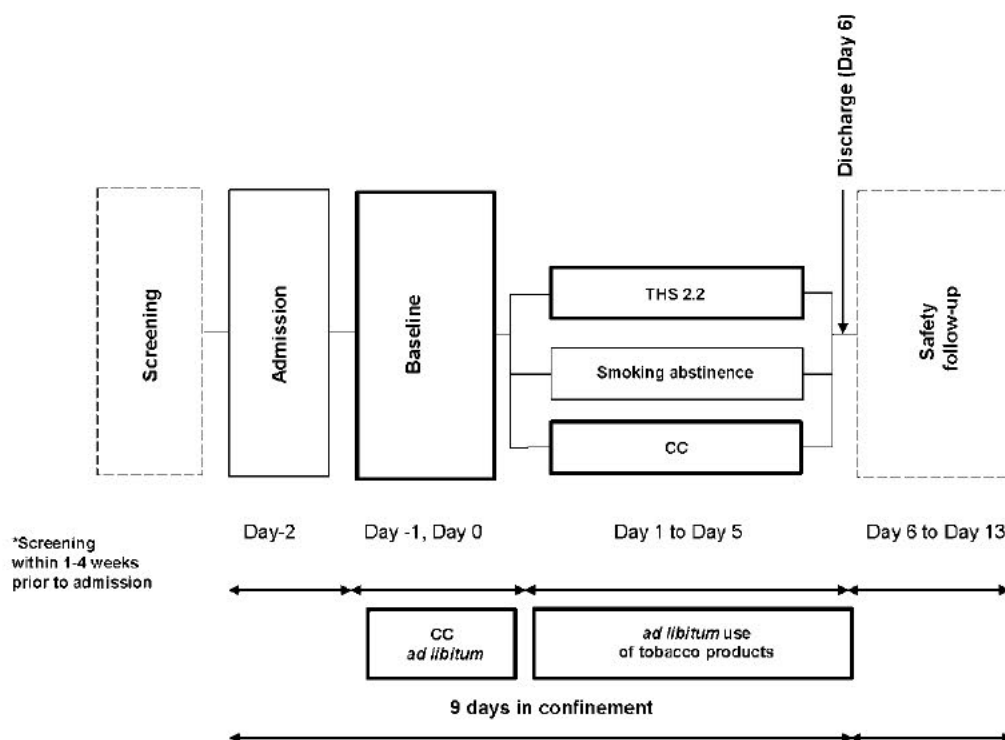 Discharge (Day 6)
Screening
Admission
Baseline
THS 2.2
Smoking abstinence
CC
Safety
follow-up
*Screening
within 1-4 weeks
prior to admission
Day-2
Day -1, Day 0
Day 1 to Day 5
Day 6 to Day 13
CC
ad libitum
ad libitum use
of tobacco products
9 days in confinement